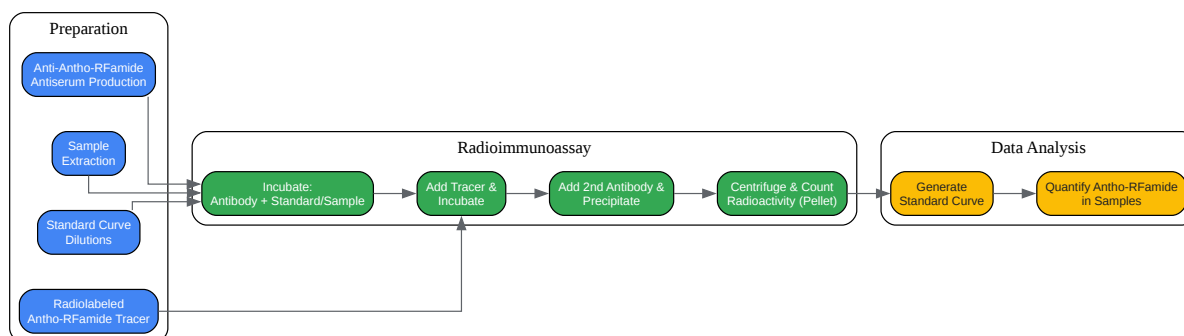 Preparation
Anti-Antho-RFamide
Antiserum Production
Sample
Extraction
Standard Curve
Dilutions
Radiolabeled
Antho-RFamide Tracer
Radioimmunoassay
Incubate:
Antibody + Standard/Sample
Add Tracer &
Incubate
Add 2nd Antibody &
Precipitate
Centrifuge & Count
Radioactivity (Pellet)
Data Analysis
Generate
Standard Curve
Quantify Antho-RFamide
in Samples